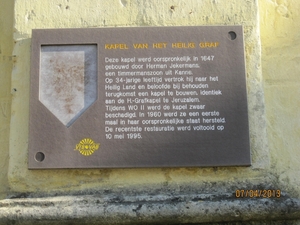 KAPEL VAN HET HEILIG GRAF
Deze kapel werd oorspronkelijk in 1647
gebouwd door Herman Jekermans,
een timmermanszoon uit Kanne.
Op 34-jarige leeftijd vertrok hij naar het
Heilig Land en beloofde bij behouden
terugkomst een kapel te bouwen, identiek
aan de H.-Grafkapel te Jeruzalem.
Tijdens WO II werd de kapel zwaar
beschadigd. In 1960 werd ze een eerste
maal in haar oorspronkelijke staat hersteld.
De recentste restauratie werd voltooid op
10 mei 1995.
07/04/2013